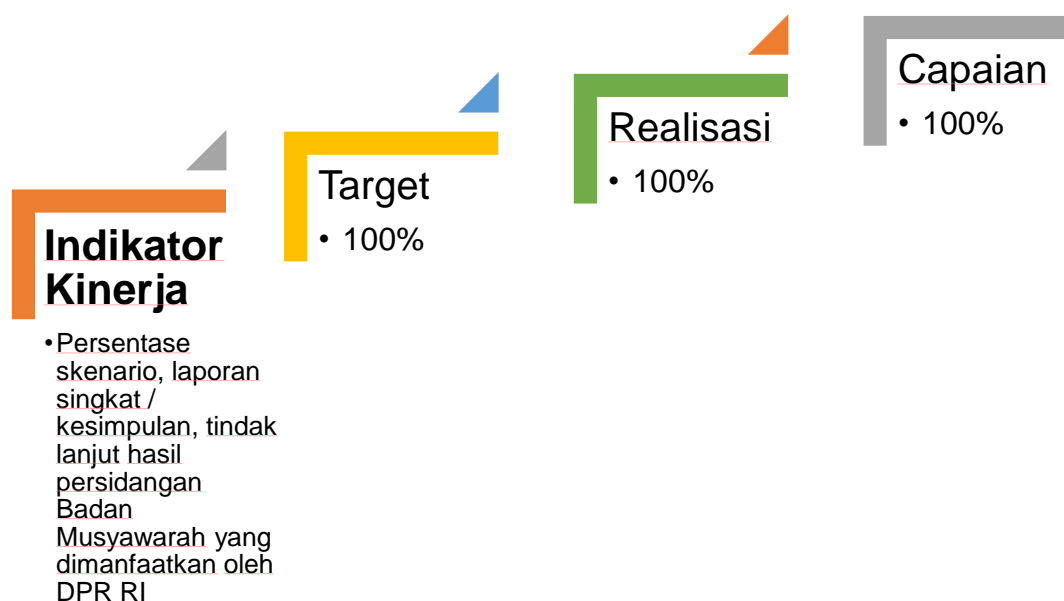 Indikator
Kinerja
•Persentase
skenario, laporan
singkat /
kesimpulan, tindak
lanjut hasil
persidangan
Badan
Musyawarah yang
dimanfaatkan oleh
DPR RI
Target
• 100%
Realisasi
• 100%
Capaian
• 100%